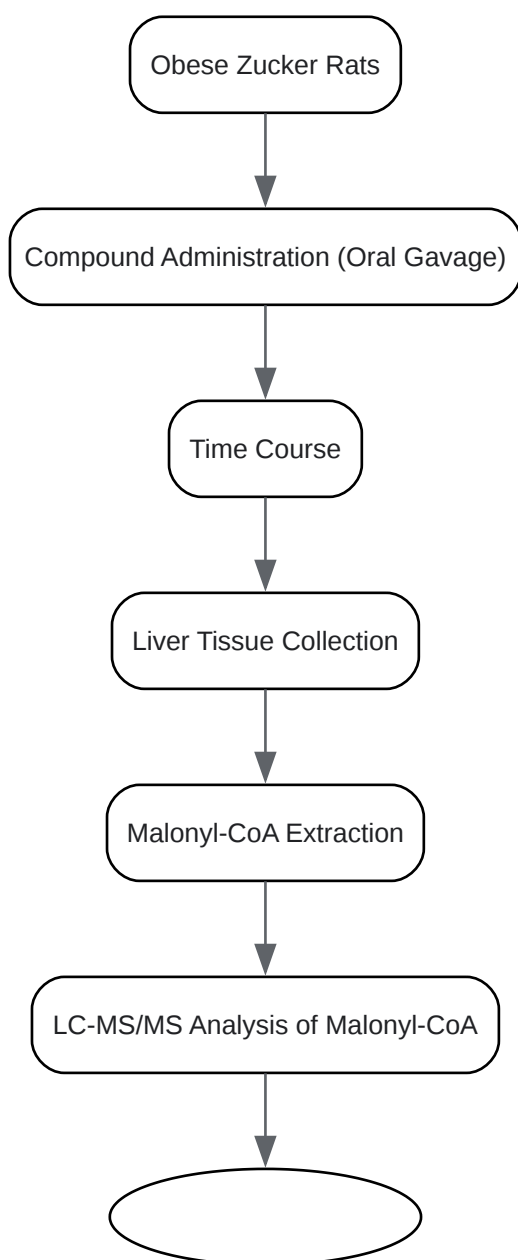 Obese Zucker Rats
Compound Administration (Oral Gavage)
Time Course
Liver Tissue Collection
Malonyl-CoA Extraction
LC-MS/MS Analysis of Malonyl-CoA